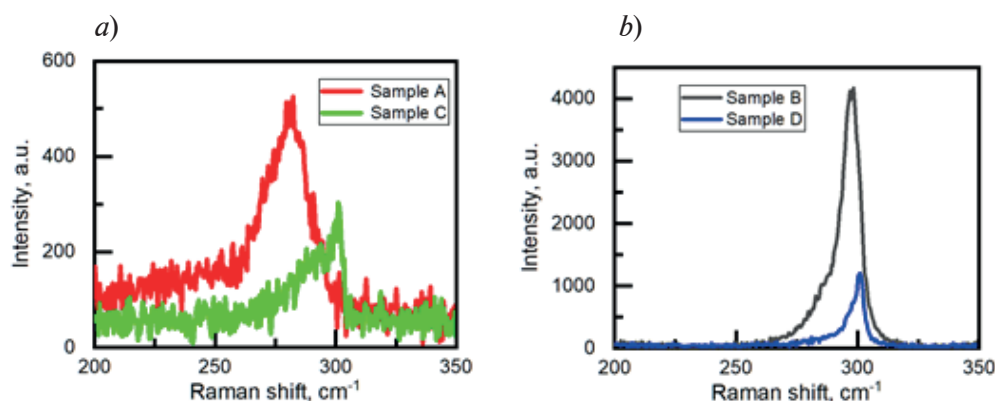 a)
b)
600
400
200
0
200
250
300
350
Intensity, a.u.
Raman shift, cm⁻¹
Sample A
Sample C
4000
3000
2000
1000
0
200
250
300
350
Intensity, a.u.
Raman shift, cm⁻¹
Sample B
Sample D